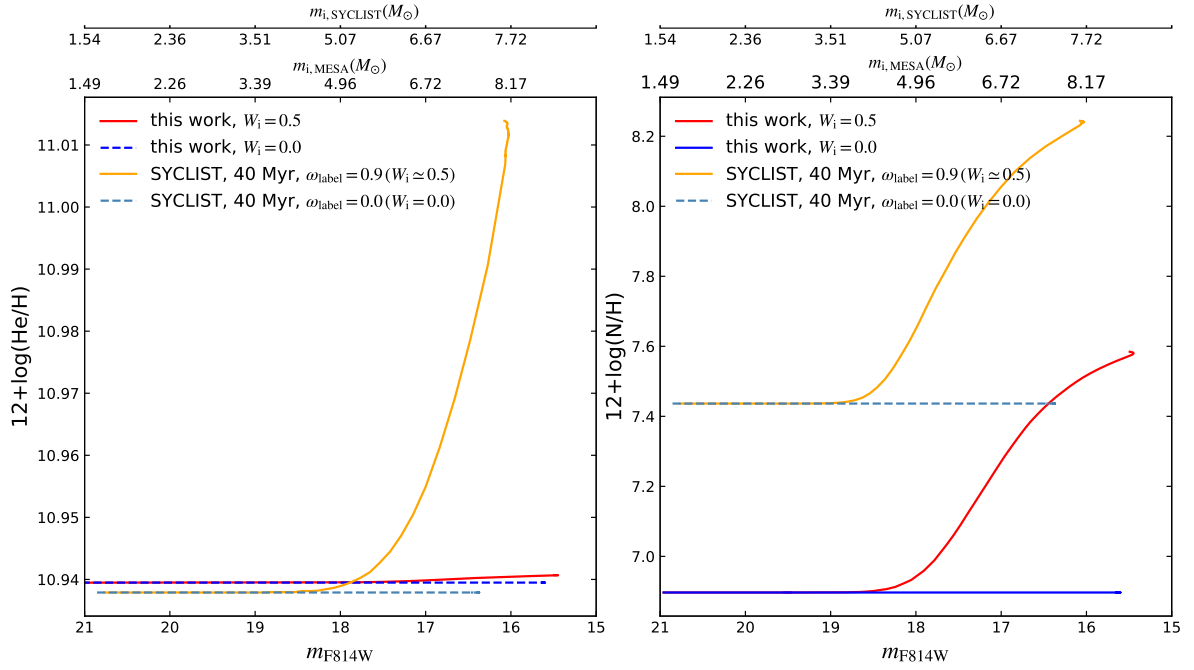 m_i,SYCLIST(M_⊙)
1.54 2.36 3.51 5.07 6.67 7.72
m_i,MESA(M_⊙)
1.49 2.26 3.39 4.96 6.72 8.17
this work, W_i = 0.5
this work, W_i = 0.0
SYCLIST, 40 Myr, ω_label = 0.9 (W_i ≃ 0.5)
SYCLIST, 40 Myr, ω_label = 0.0 (W_i = 0.0)
12+log(He/H)
11.01
11.00
10.99
10.98
10.97
10.96
10.95
10.94
21 20 19 18 17 16 15
m_F814W
m_i,SYCLIST(M_⊙)
1.54 2.36 3.51 5.07 6.67 7.72
m_i,MESA(M_⊙)
1.49 2.26 3.39 4.96 6.72 8.17
this work, W_i = 0.5
this work, W_i = 0.0
SYCLIST, 40 Myr, ω_label = 0.9 (W_i ≃ 0.5)
SYCLIST, 40 Myr, ω_label = 0.0 (W_i = 0.0)
12+log(N/H)
8.2
8.0
7.8
7.6
7.4
7.2
7.0
21 20 19 18 17 16 15
m_F814W